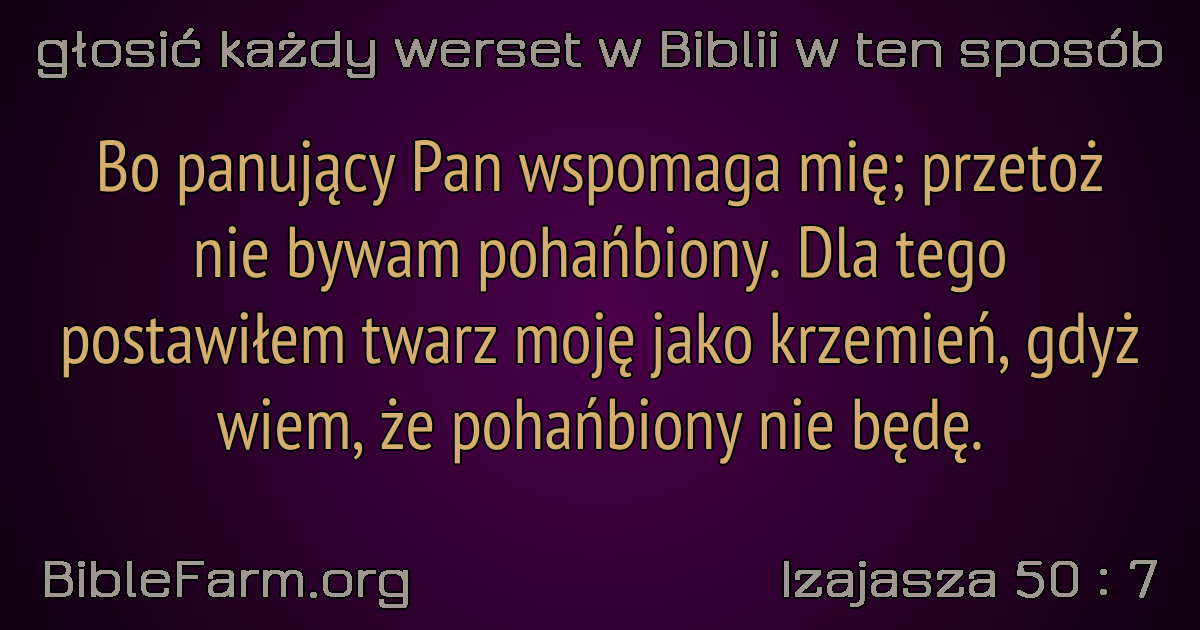 głosić każdy werset w Biblii w ten sposób
Bo panujący Pan wspomaga mię; przetoż
nie bywam pohańbiony. Dla tego
postawiłem twarz moję jako krzemień, gdyż
wiem, że pohańbiony nie będę.
BibleFarm.org
Izajasza 50 : 7